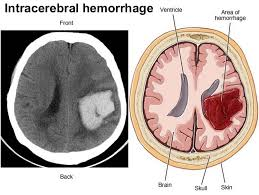 Intracerebral hemorrhage
Front
Back
Ventricle
Area of
hemorrhage
Brain
Skull
Skin